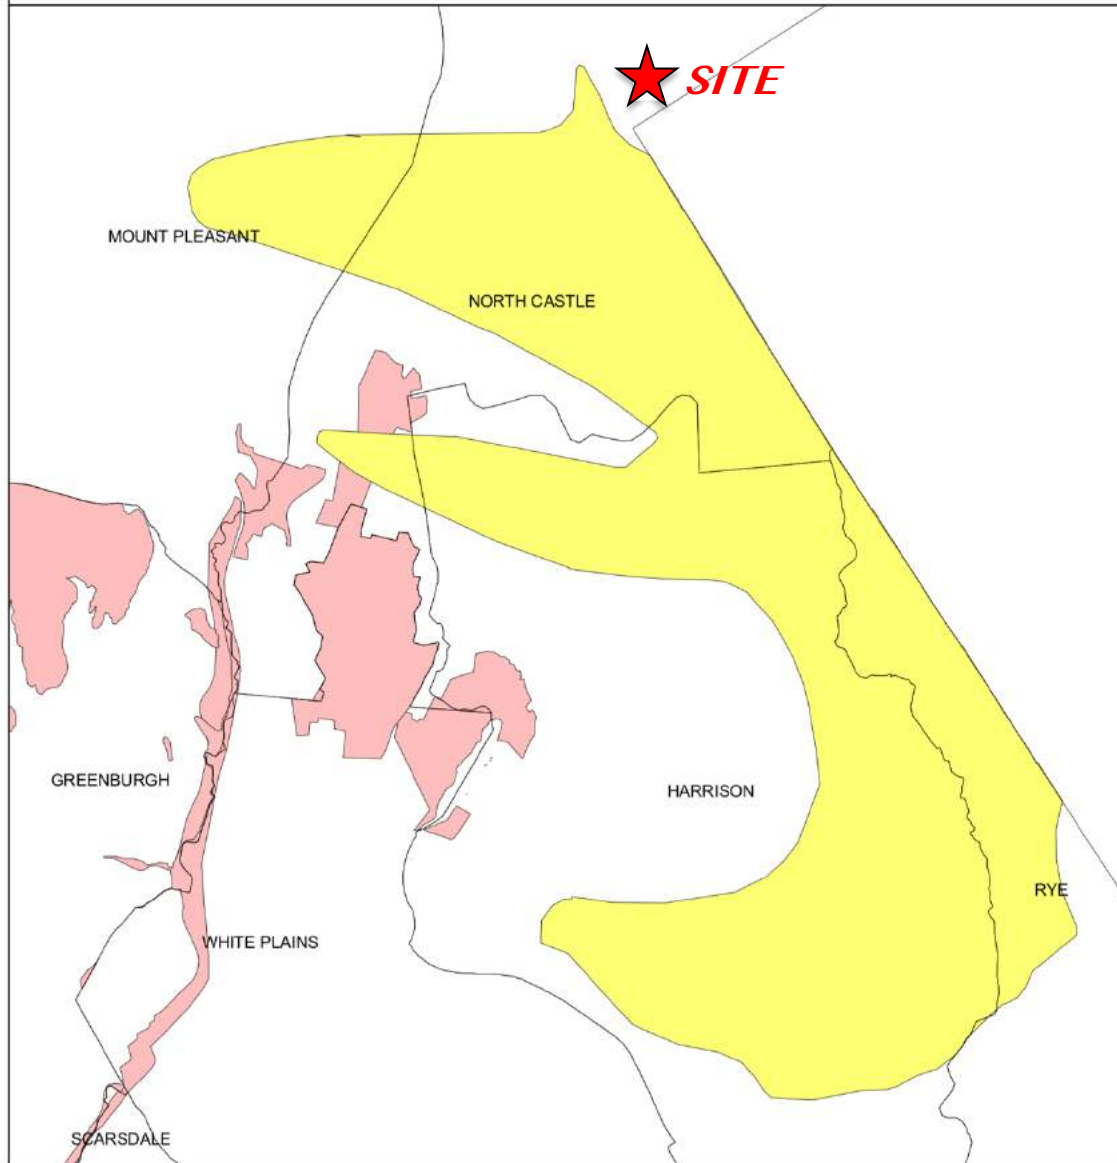 SITE
MOUNT PLEASANT
NORTH CASTLE
GREENBURGH
HARRISON
RYE
WHITE PLAINS
SCARSDALE